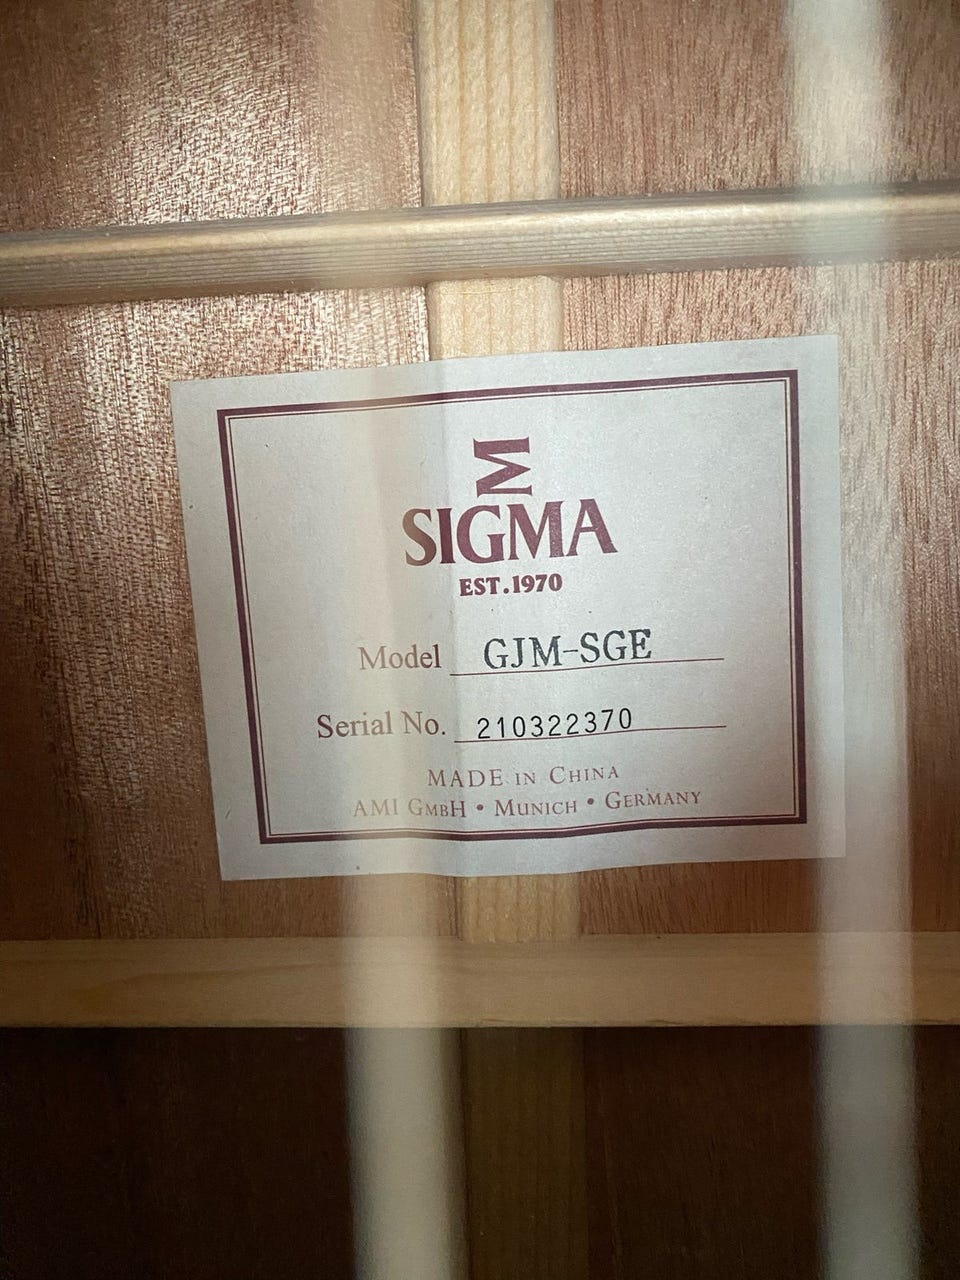 Σ
SIGMA
EST.1970
Model GJM-SGE
Serial No. 210322370
MADE IN CHINA
AMI GMBH • MUNICH • GERMANY